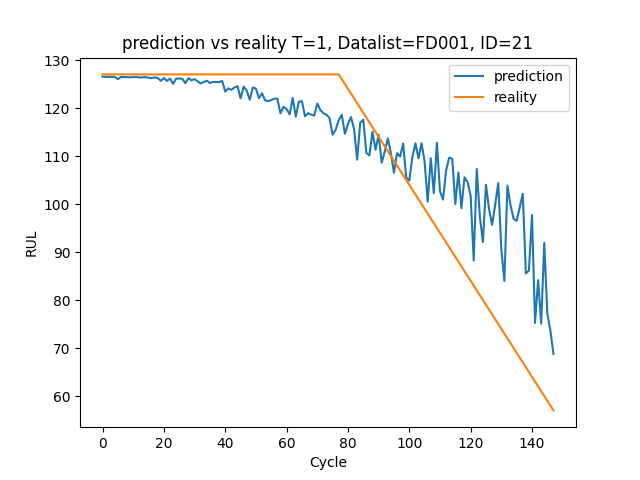 prediction vs reality T=1, Datalist=FD001, ID=21
prediction
reality
RUL
130
120
110
100
90
80
70
60
0 20 40 60 80 100 120 140
Cycle